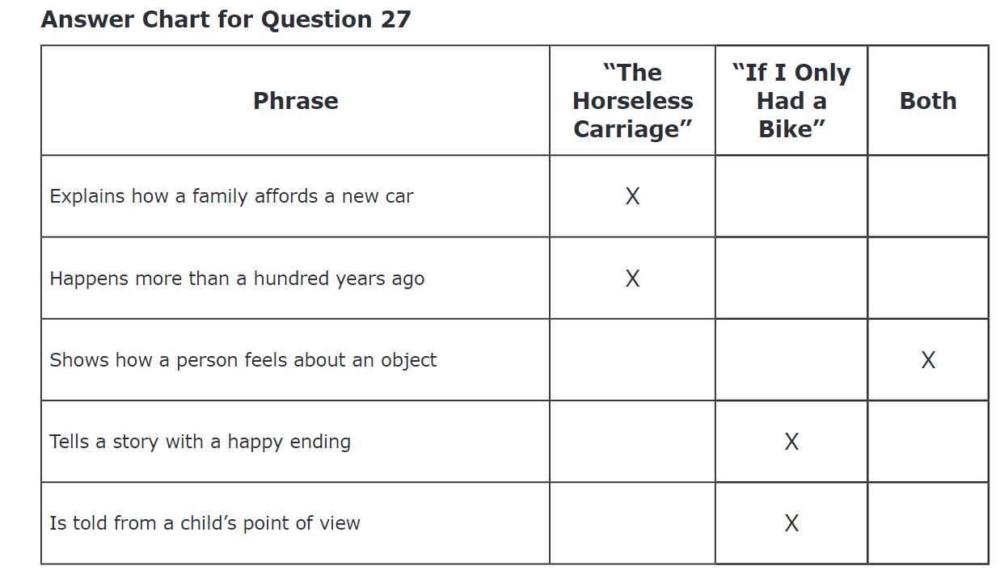 Answer Chart for Question 27
Phrase
“The
Horseless
Carriage”
“If I Only
Had a
Bike”
Both
Explains how a family affords a new car
X
Happens more than a hundred years ago
X
Shows how a person feels about an object
X
Tells a story with a happy ending
X
Is told from a child’s point of view
X